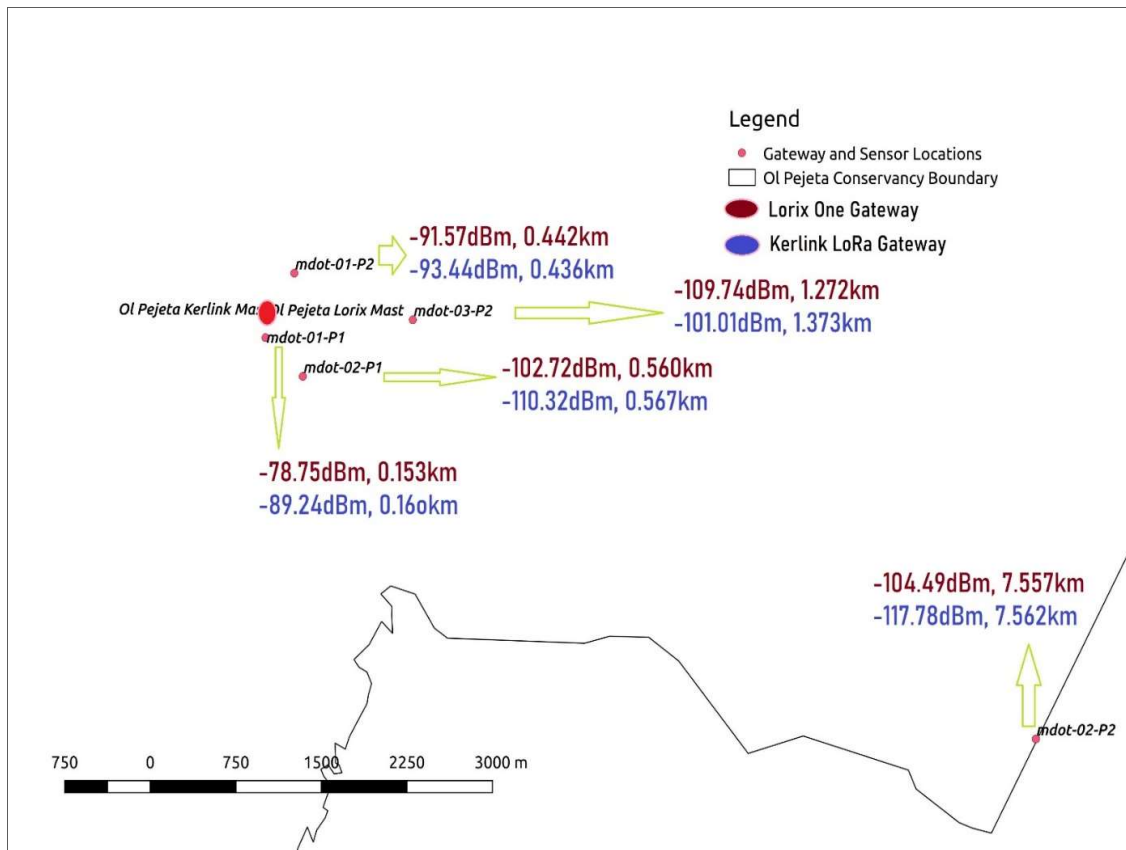 Legend
Gateway and Sensor Locations
Ol Pejeta Conservancy Boundary
Lorix One Gateway
Kerlink LoRa Gateway
-91.57dBm, 0.442km
-93.44dBm, 0.436km
mdot-01-P2
-109.74dBm, 1.272km
-101.01dBm, 1.373km
Ol Pejeta Kerlink Mas Ol Pejeta Lorix Mast
mdot-03-P2
mdot-01-P1
mdot-02-P1
-102.72dBm, 0.560km
-110.32dBm, 0.567km
-78.75dBm, 0.153km
-89.24dBm, 0.16okm
-104.49dBm, 7.557km
-117.78dBm, 7.562km
mdot-02-P2
750 0 750 1500 2250 3000 m